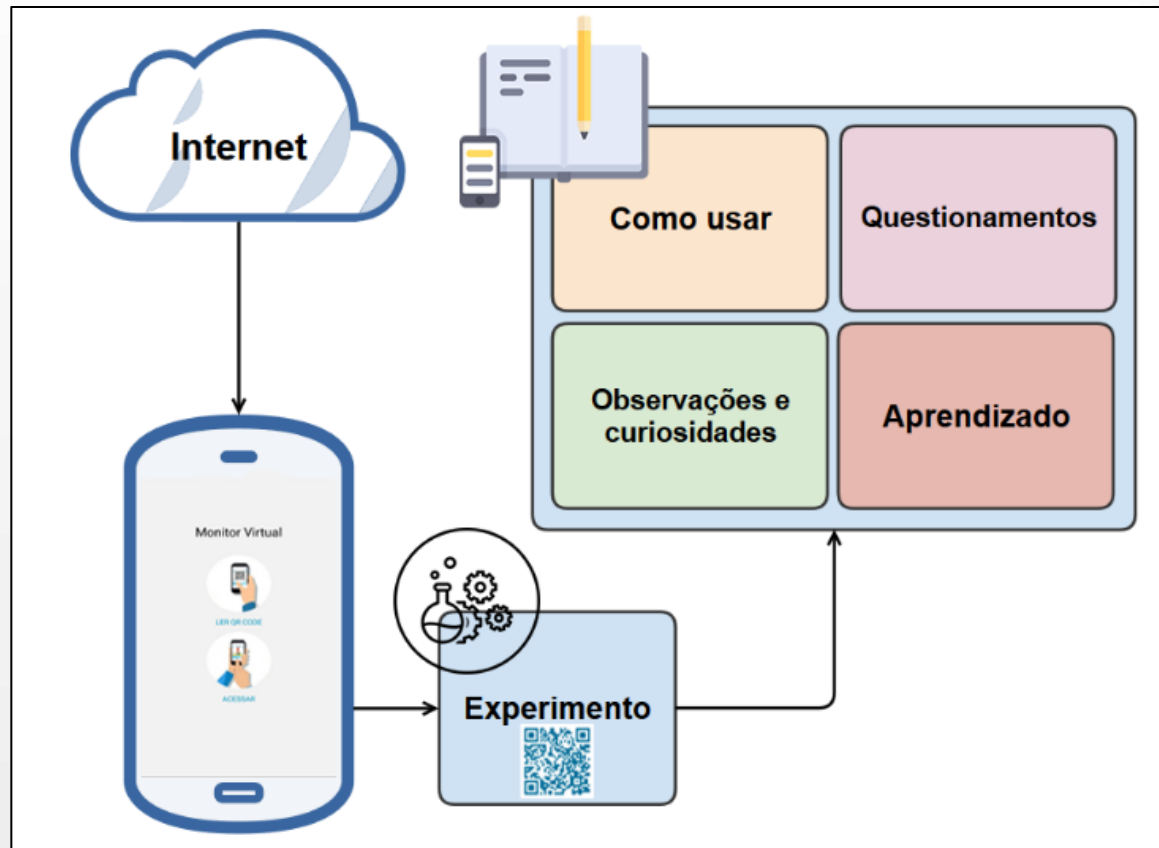 Internet
Como usar
Questionamentos
Observações e
curiosidades
Aprendizado
Monitor Virtual
LER QR CODE
ACESSAR
Experimento